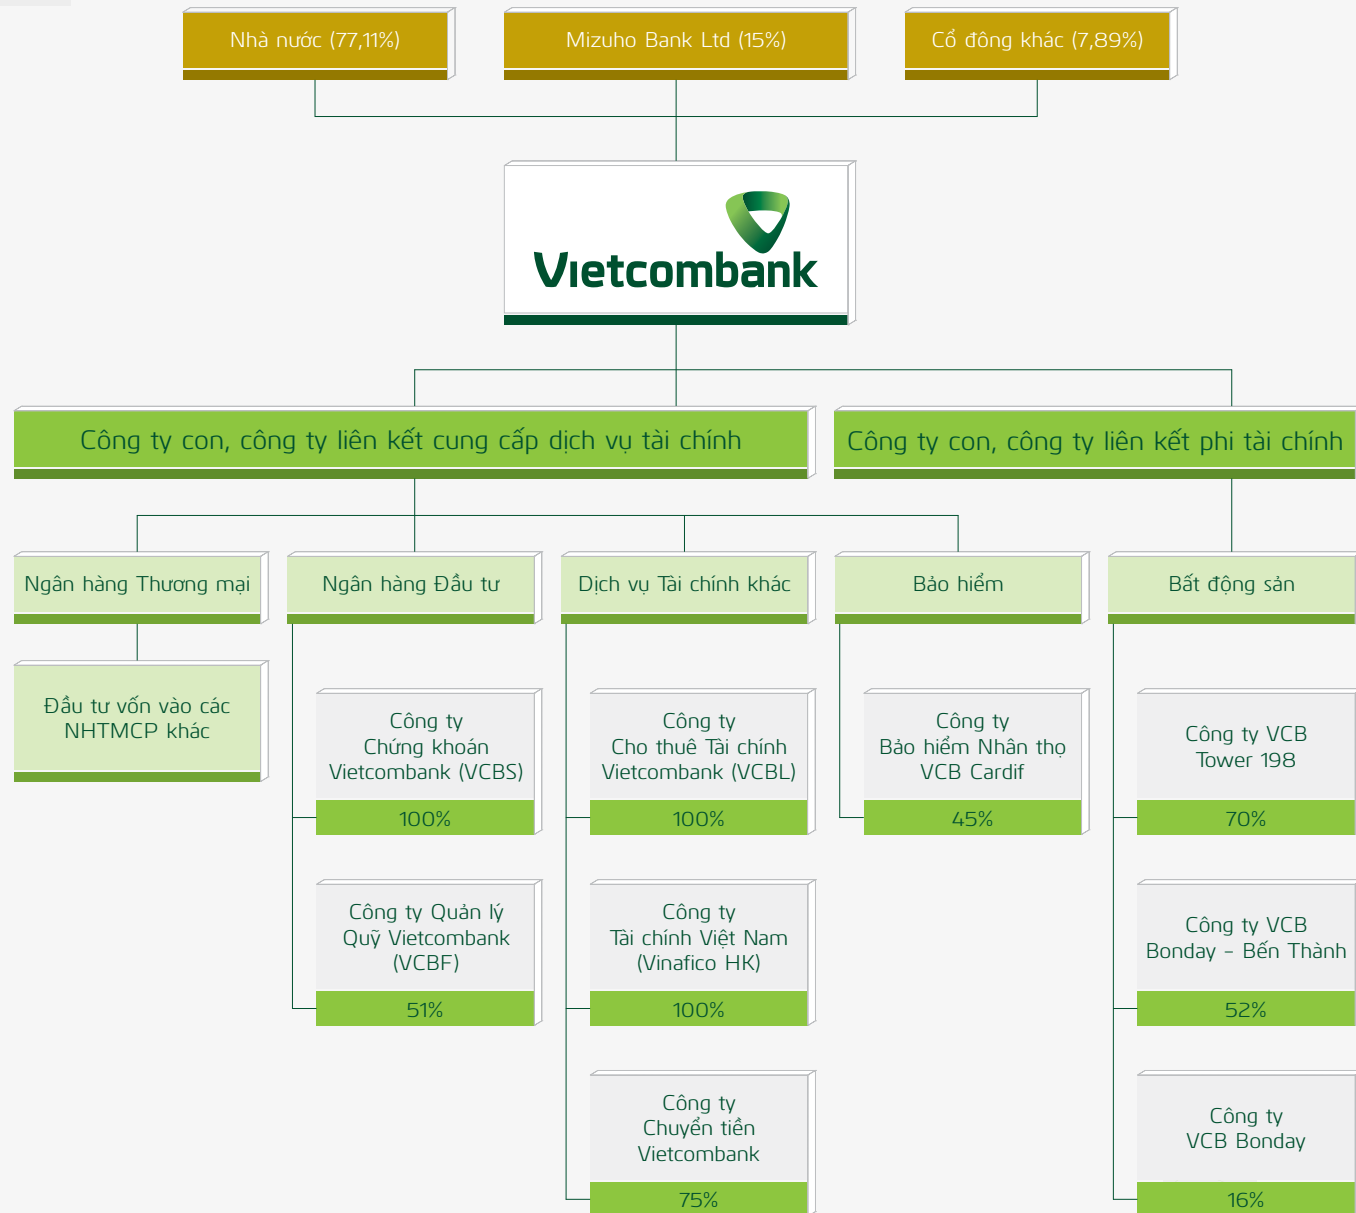 Nhà nước (77,11%)
Mizuho Bank Ltd (15%)
Cổ đông khác (7,89%)
Vietcombank
Công ty con, công ty liên kết cung cấp dịch vụ tài chính
Công ty con, công ty liên kết phi tài chính
Ngân hàng Thương mại
Đầu tư vốn vào các
NHTMCP khác
Ngân hàng Đầu tư
Công ty
Chứng khoán
Vietcombank (VCBS)
100%
Công ty Quản lý
Quỹ Vietcombank
(VCBF)
51%
Dịch vụ Tài chính khác
Công ty
Cho thuê Tài chính
Vietcombank (VCBL)
100%
Công ty
Tài chính Việt Nam
(Vinafico HK)
100%
Công ty
Chuyển tiền
Vietcombank
75%
Bảo hiểm
Công ty
Bảo hiểm Nhân thọ
VCB Cardif
45%
Bất động sản
Công ty VCB
Tower 198
70%
Công ty VCB
Bonday – Bến Thành
52%
Công ty
VCB Bonday
16%